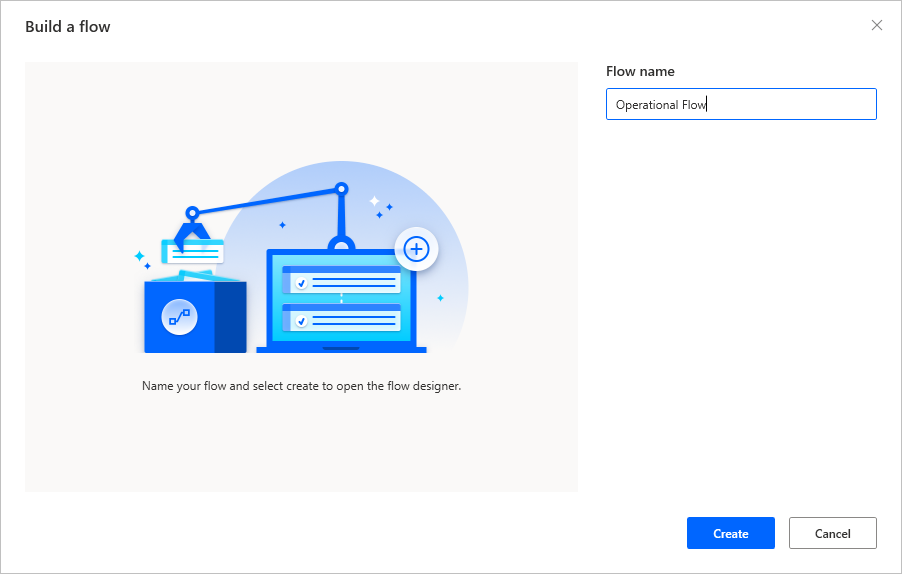 Build a flow
Flow name
Operational Flow
Name your flow and select create to open the flow designer.
Create
Cancel